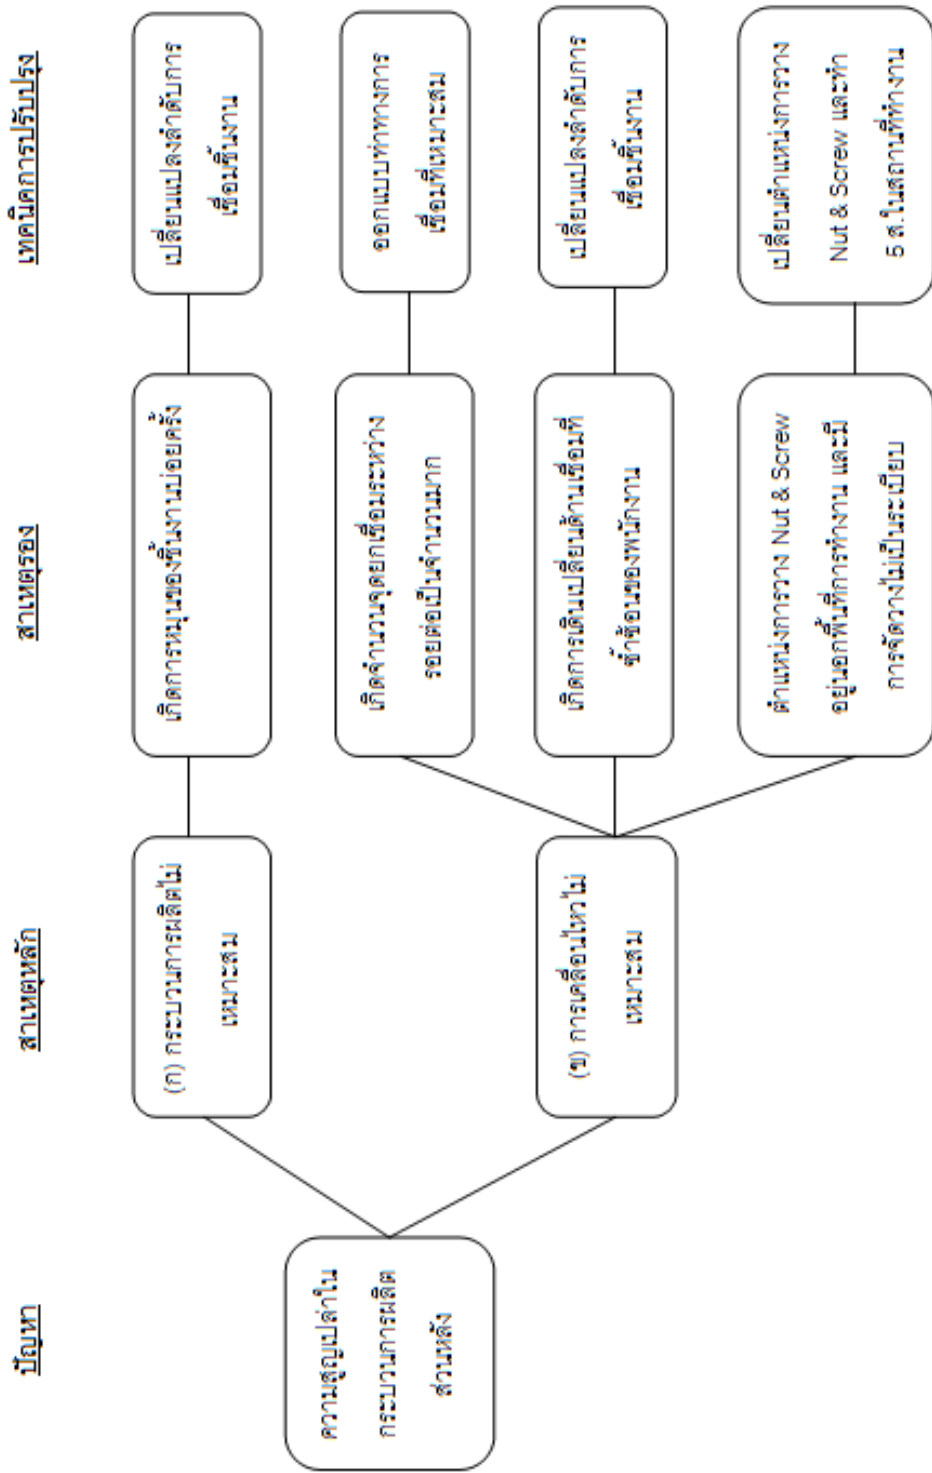 ปัญหา
สาเหตุหลัก
สาเหตุรอง
เทคนิคการปรับปรุง
ความสูญเปล่าใน
กระบวนการผลิต
ส่วนหลัง
(ก) กระบวนการผลิตไม่
เหมาะสม
เกิดการหมุนของชิ้นงานบ่อยครั้ง
เปลี่ยนแปลงลำดับการ
เชื่อมชิ้นงาน
(ข) การเคลื่อนไหวไม่
เหมาะสม
เกิดจำนวนจุดยกเชื่อมระหว่าง
รอยต่อเป็นจำนวนมาก
ออกแบบท่าทางการ
เชื่อมที่เหมาะสม
เกิดการเดินเปลี่ยนด้านเชื่อมที่
ซ้ำซ้อนของพนักงาน
เปลี่ยนแปลงลำดับการ
เชื่อมชิ้นงาน
ตำแหน่งการวาง Nut & Screw
อยู่นอกพื้นที่การทำงาน และมี
การจัดวางไม่เป็นระเบียบ
เปลี่ยนตำแหน่งการวาง
Nut & Screw และทำ
5 ส.ในสถานที่ทำงาน